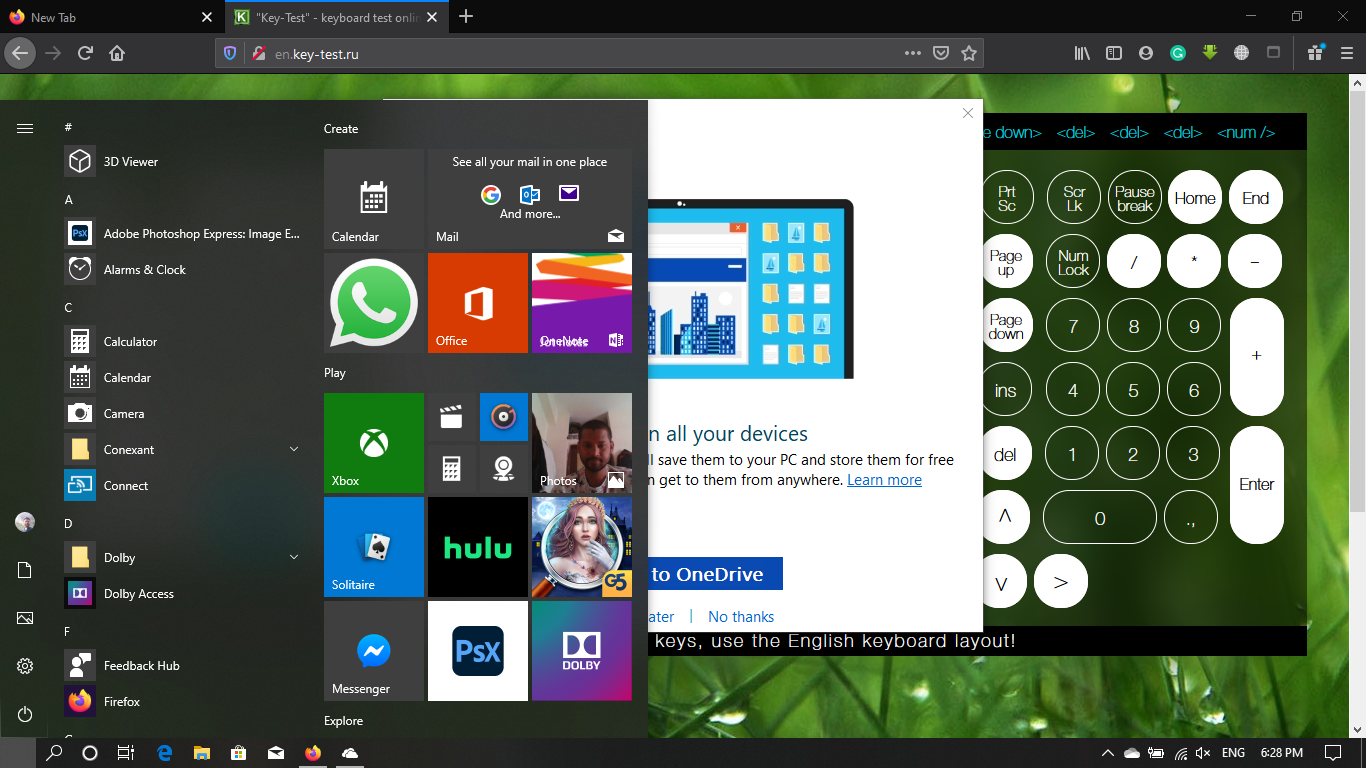 New Tab
"Key-Test" - keyboard test onlin
en.key-test.ru
#
3D Viewer
A
Adobe Photoshop Express: Image E...
Alarms & Clock
C
Calculator
Calendar
Camera
Conexant
Connect
D
Dolby
Dolby Access
F
Feedback Hub
Firefox
Create
Calendar
See all your mail in one place
And more...
Mail
Office
OneNote
Play
Xbox
Photos
Solitaire
hulu
G5
Messenger
PsX
DOLBY
Explore
n all your devices
ll save them to your PC and store them for free
n get to them from anywhere. Learn more
to OneDrive
ater | No thanks
e down> <del> <del> <del> <num />
Prt Sc
Scr Lk
Pause break
Home
End
Page up
Num Lock
/
*
-
Page down
7
8
9
+
ins
4
5
6
del
1
2
3
Enter
^
0
.,
v
>
keys, use the English keyboard layout!
ENG
6:28 PM